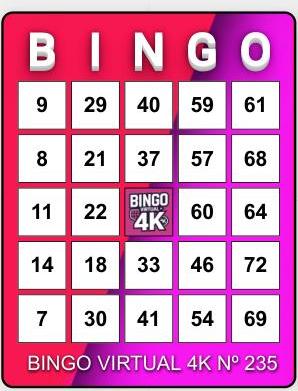 B I N G O
9 29 40 59 61
8 21 37 57 68
11 22 BINGO VIRTUAL 4K 60 64
14 18 33 46 72
7 30 41 54 69
BINGO VIRTUAL 4K Nº 235